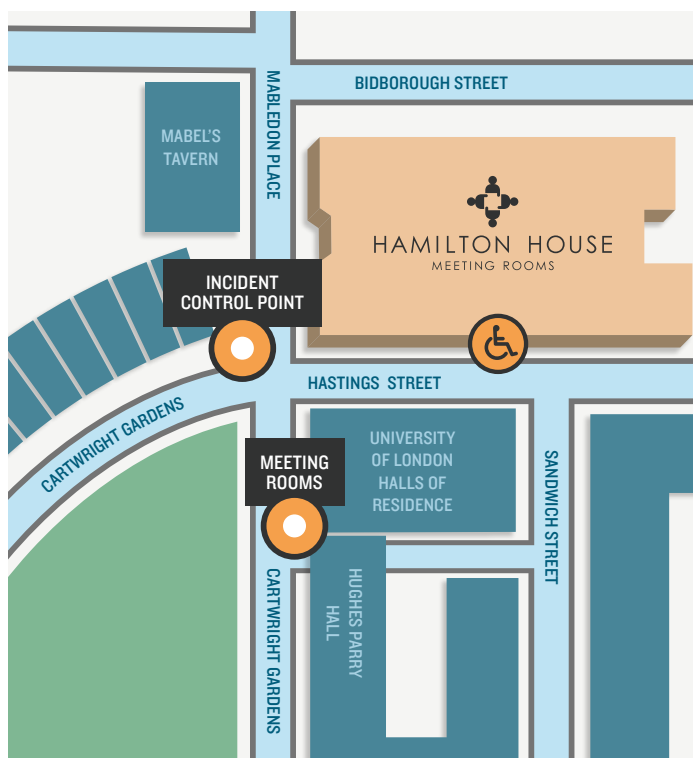 BIDBOROUGH STREET
MABLEDON PLACE
MABEL'S
TAVERN
HAMILTON HOUSE
MEETING ROOMS
INCIDENT
CONTROL POINT
HASTINGS STREET
CARTWRIGHT GARDENS
UNIVERSITY
OF LONDON
HALLS OF
RESIDENCE
MEETING
ROOMS
SANDWICH STREET
HUGHES PARRY
HALL
CARTWRIGHT GARDENS